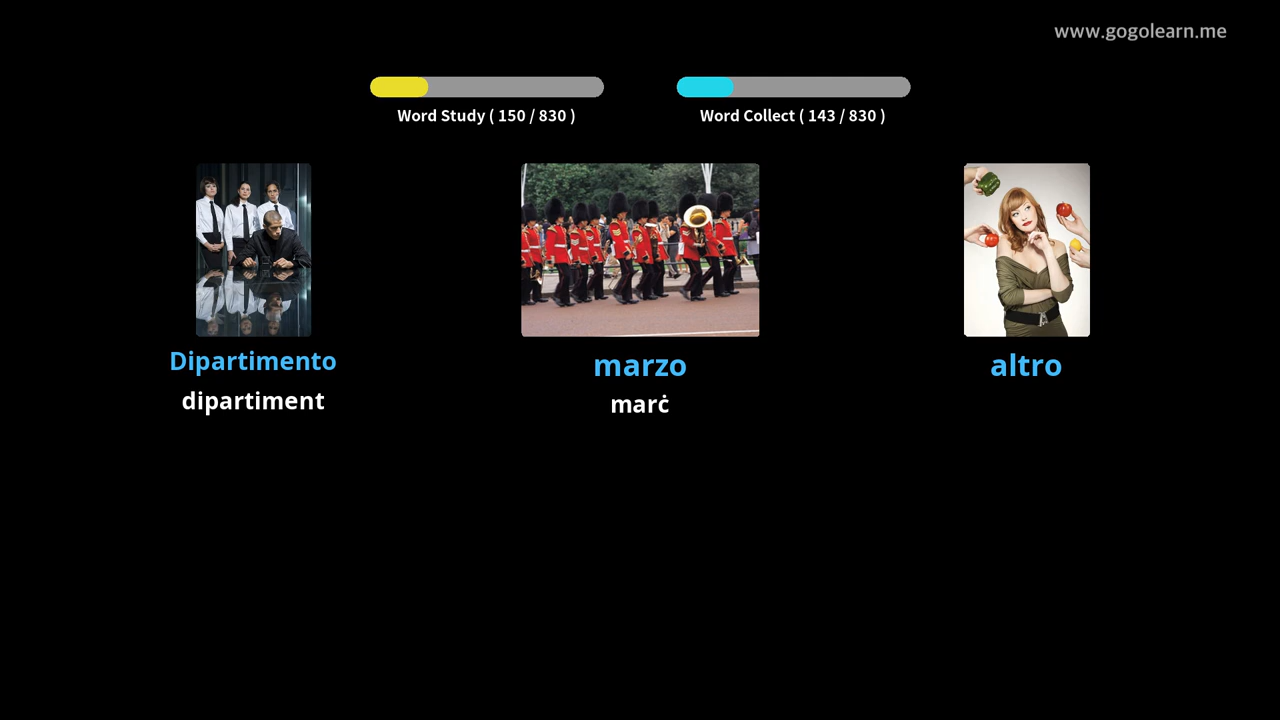 www.gogolearn.me
Word Study ( 150 / 830 )
Word Collect ( 143 / 830 )
Dipartimento
dipartiment
marzo
marċ
altro